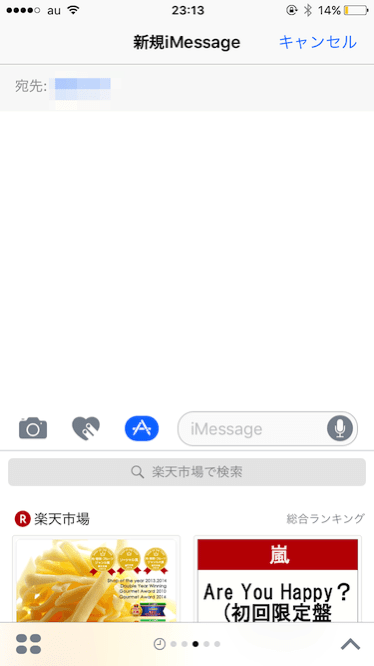 au 23:13 14%
新規iMessage キャンセル
宛先:
iMessage
楽天市場で検索
R 楽天市場 総合ランキング
Shop of the year 2013,2014
Double Year Winning
Gourmet Award 2010
Gourmet Award 2014
嵐
Are You Happy？
（初回限定盤